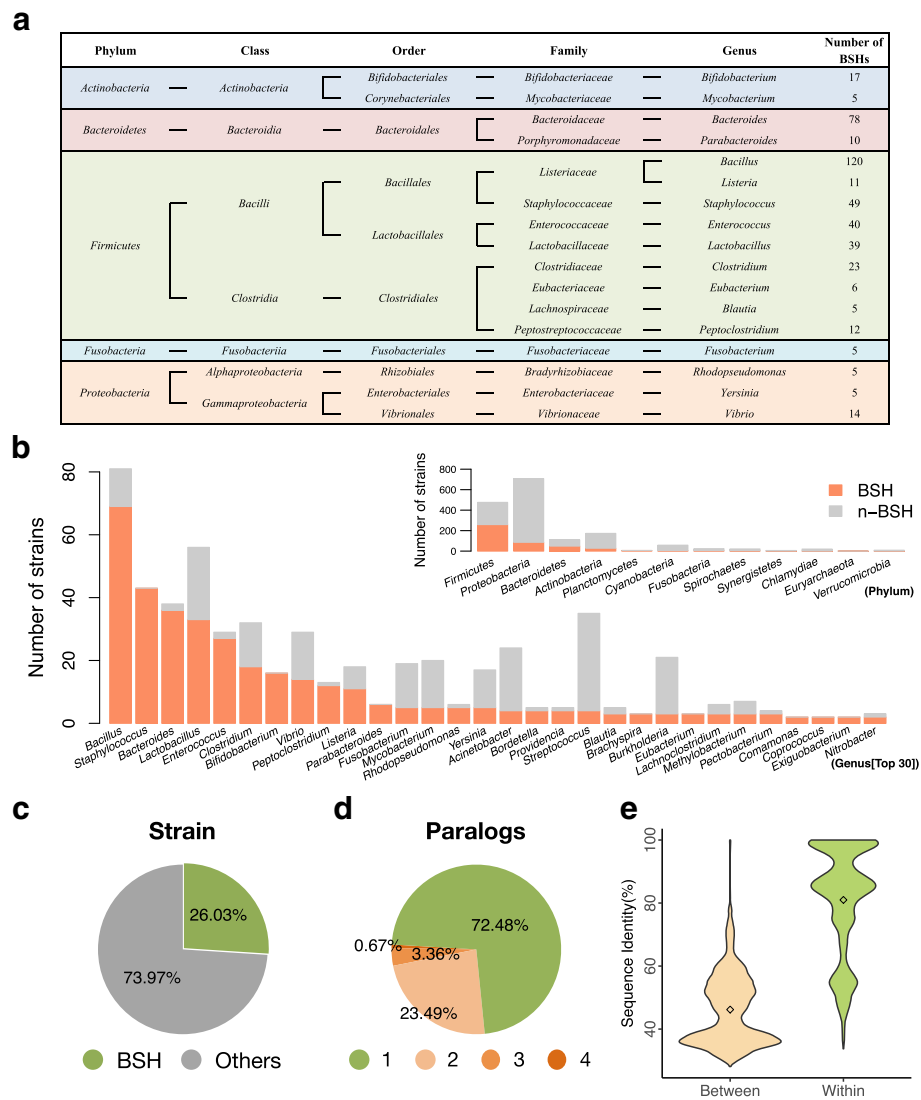 a
Phylum Class Order Family Genus Number of BSHs
Actinobacteria Actinobacteria Bifidobacteriales Bifidobacteriaceae Bifidobacterium 17
Corynebacteriales Mycobacteriaceae Mycobacterium 5
Bacteroidetes Bacteroidia Bacteroidales Bacteroidaceae Bacteroides 78
Porphyromonadaceae Parabacteroides 10
Firmicutes Bacilli Bacillales Listeriaceae Bacillus 120
Listeria 11
Staphylococcaceae Staphylococcus 49
Lactobacillales Enterococcaceae Enterococcus 40
Lactobacillaceae Lactobacillus 39
Clostridia Clostridiales Clostridiaceae Clostridium 23
Eubacteriaceae Eubacterium 6
Lachnospiraceae Blautia 5
Peptostreptococcaceae Peptoclostridium 12
Fusobacteria Fusobacteriia Fusobacteriales Fusobacteriaceae Fusobacterium 5
Proteobacteria Alphaproteobacteria Rhizobiales Bradyrhizobiaceae Rhodopseudomonas 5
Gammaproteobacteria Enterobacteriales Enterobacteriaceae Yersinia 5
Vibrionales Vibrionaceae Vibrio 14
b
Number of strains
80
60
40
20
0
Bacillus
Staphylococcus
Bacteroides
Lactobacillus
Enterococcus
Clostridium
Bifidobacterium
Vibrio
Peptoclostridium
Listeria
Parabacteroides
Fusobacterium
Mycobacterium
Rhodopseudomonas
Yersinia
Acinetobacter
Bordetella
Providencia
Streptococcus
Blautia
Brachyspira
Burkholderia
Eubacterium
Lachnoclostridium
Methylobacterium
Pectobacterium
Comamonas
Coprococcus
Exiguobacterium
Nitrobacter
(Genus[Top 30])
Number of strains
800
600
400
200
0
Firmicutes
Proteobacteria
Bacteroidetes
Actinobacteria
Planctomycetes
Cyanobacteria
Fusobacteria
Spirochaetes
Synergistetes
Chlamydiae
Euryarchaeota
Verrucomicrobia
(Phylum)
BSH
n-BSH
c
Strain
26.03%
73.97%
BSH Others
d
Paralogs
72.48%
0.67%
3.36%
23.49%
1 2 3 4
e
Sequence Identity(%)
100
80
60
40
Between Within